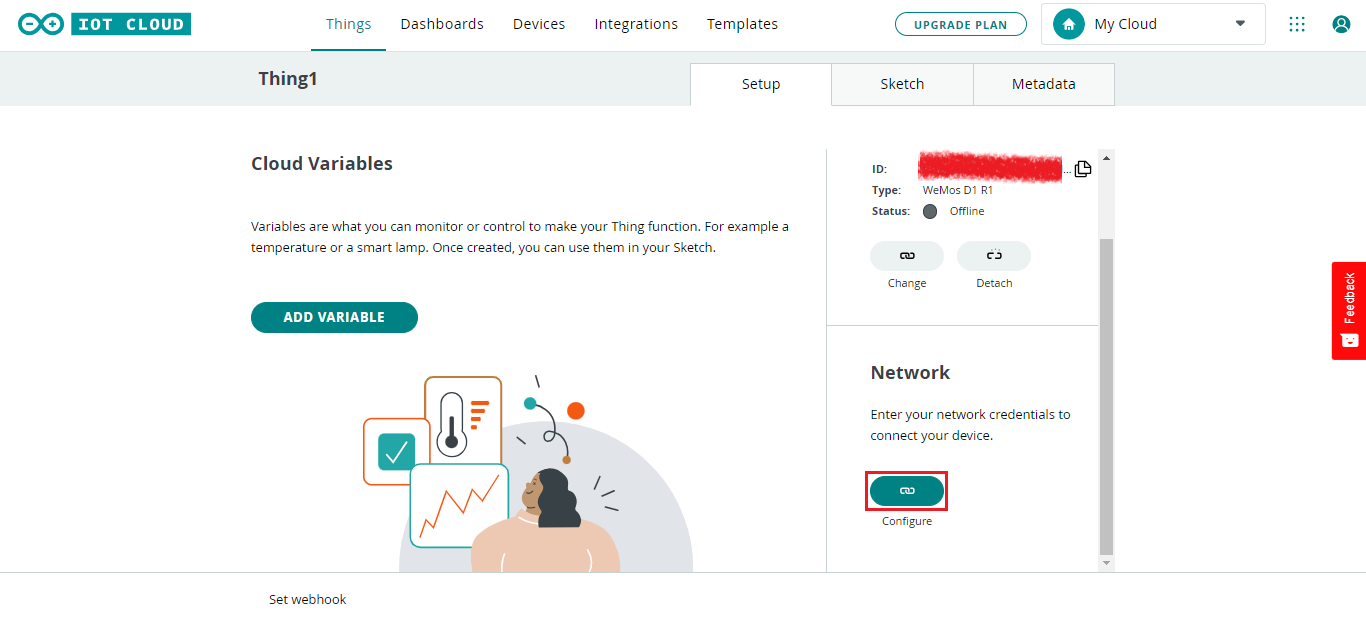 IOT CLOUD
Things
Dashboards
Devices
Integrations
Templates
UPGRADE PLAN
My Cloud
Thing1
Setup
Sketch
Metadata
Cloud Variables
Variables are what you can monitor or control to make your Thing function. For example a
temperature or a smart lamp. Once created, you can use them in your Sketch.
ADD VARIABLE
ID: ...
Type: WeMos D1 R1
Status: Offline
Change
Detach
Network
Enter your network credentials to
connect your device.
Configure
Feedback
Set webhook